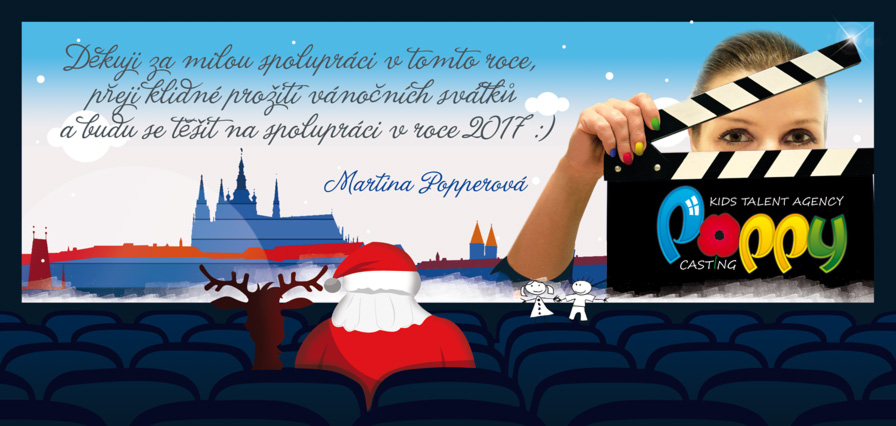 Děkuji za milou spolupráci v tomto roce,
přeji klidné prožití vánočních svátků
a budu se těšit na spolupráci v roce 2017 :)
Martina Popperová
KIDS TALENT AGENCY
POPPY
CASTING